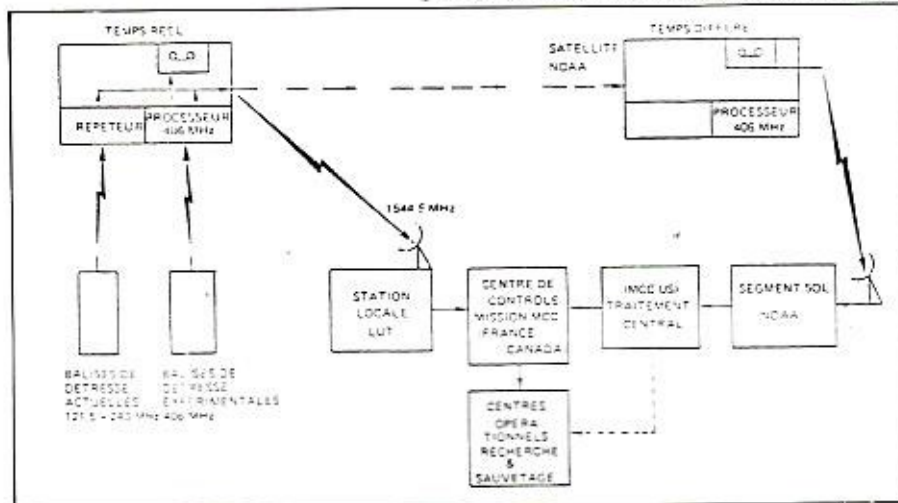 TEMPS REEL
REPETEUR
PROCESSEUR
406 MHz
SATELLITE
NOAA
TEMPS DIFFERE
PROCESSEUR
406 MHz
1544.5 MHz
BALISES DE
DETRESSE
ACTUELLES
121.5 - 243 MHz
BALISES DE
DETRESSE
EXPERIMENTALES
406 MHz
STATION
LOCALE
LUT
CENTRE DE
CONTROLE
MISSION MCC
FRANCE
CANADA
(MCC US)
TRAITEMENT
CENTRAL
SEGMENT SOL
NOAA
CENTRES
OPERA
TIONNELS
RECHERCHE
&
SAUVETAGE